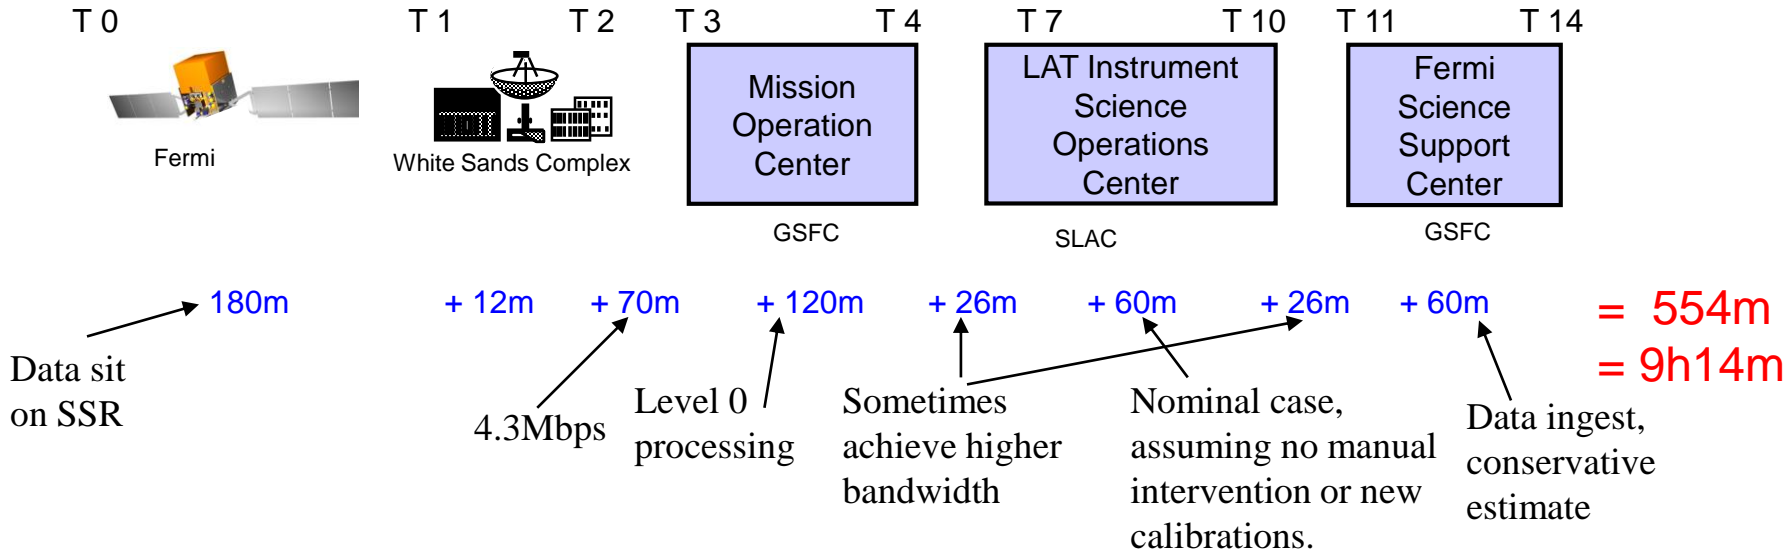 T 0 T 1 T 2 T 3 T 4 T 7 T 10 T 11 T 14
Fermi
White Sands Complex
Mission
Operation
Center
GSFC
LAT Instrument
Science
Operations
Center
SLAC
Fermi
Science
Support
Center
GSFC
180m + 12m + 70m + 120m + 26m + 60m + 26m + 60m = 554m
= 9h14m
Data sit
on SSR
4.3Mbps
Level 0
processing
Sometimes
achieve higher
bandwidth
Nominal case,
assuming no manual
intervention or new
calibrations.
Data ingest,
conservative
estimate